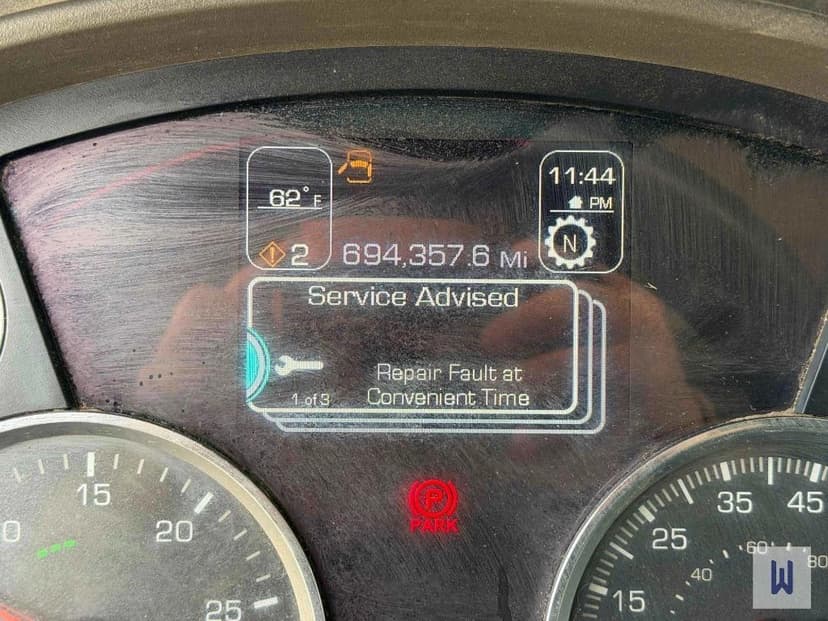 62°F
11:44
PM
2
694,357.6 Mi
N
Service Advised
Repair Fault at
1 of 3
Convenient Time
P
PARK
15
20
25
15
25
35
45
40
60
80
W